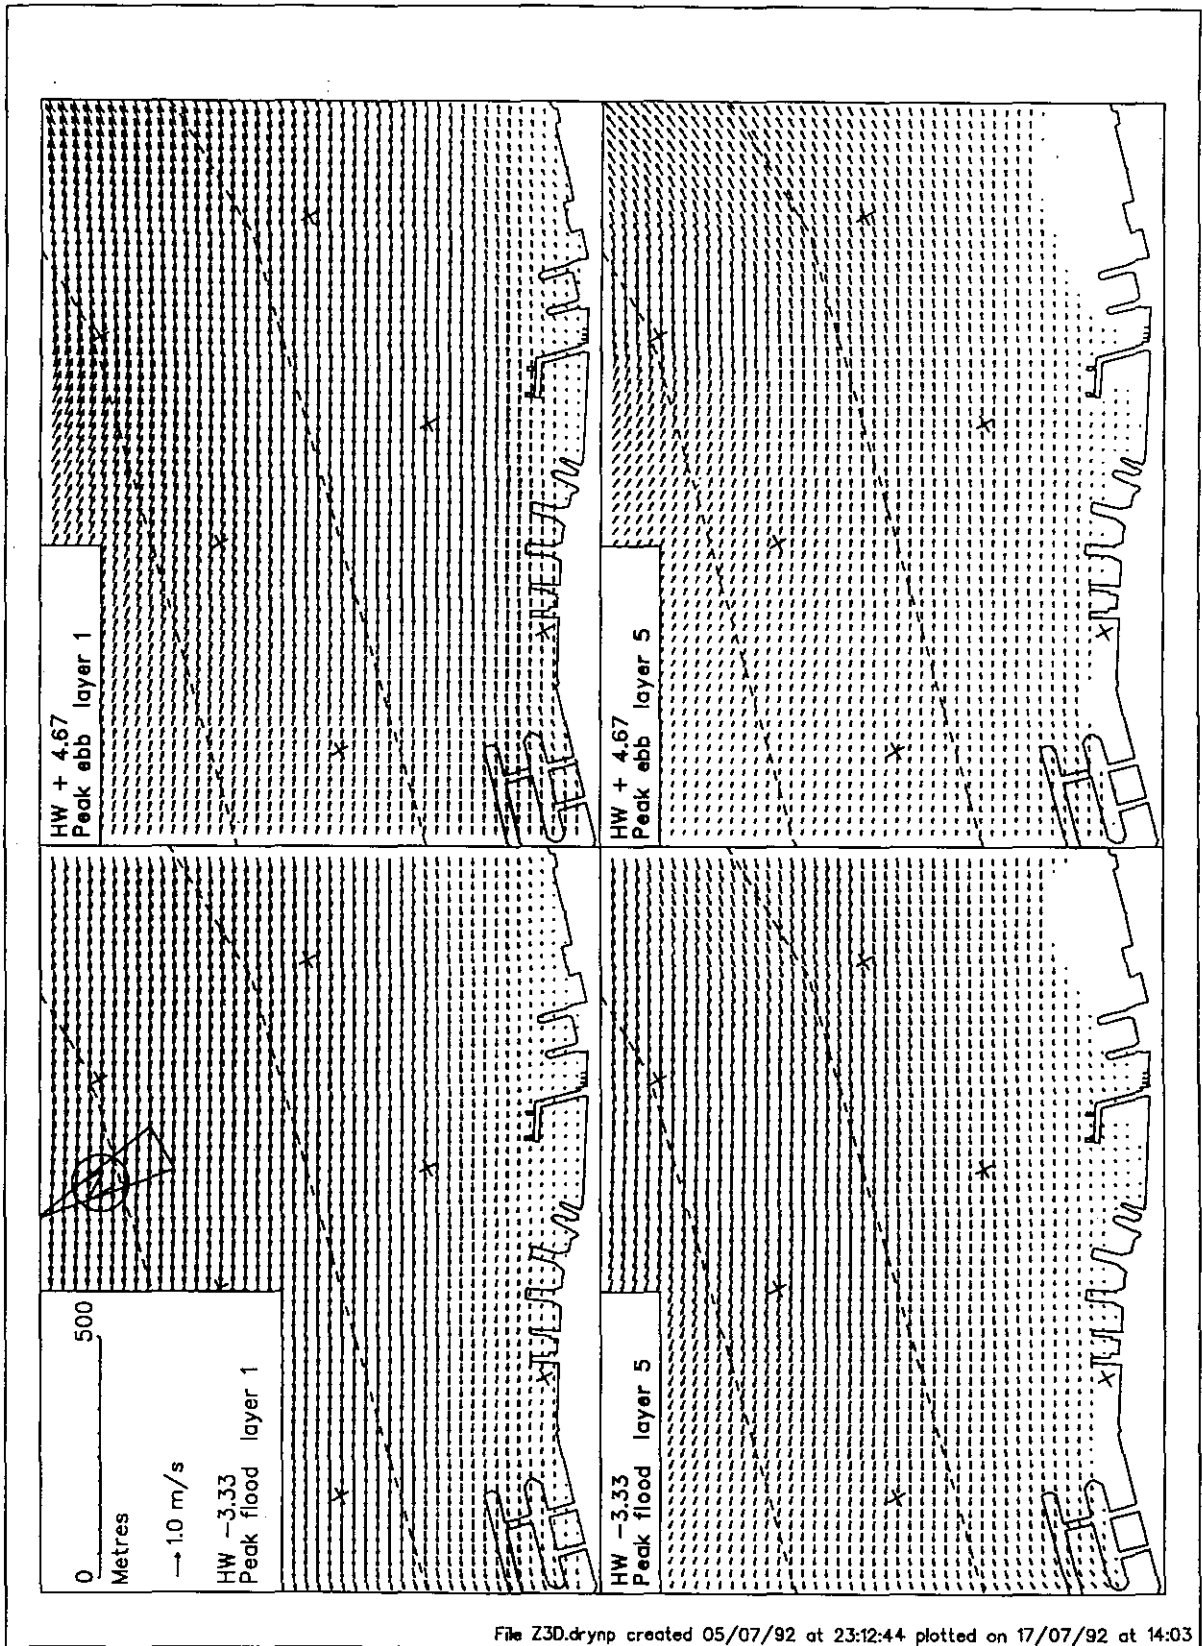 0 500
Metres
1.0 m/s
HW -3.33
Peak flood layer 1
HW + 4.67
Peak ebb layer 1
HW -3.33
Peak flood layer 5
HW + 4.67
Peak ebb layer 5
N
File Z3D.drynp created 05/07/92 at 23:12:44 plotted on 17/07/92 at 14:03